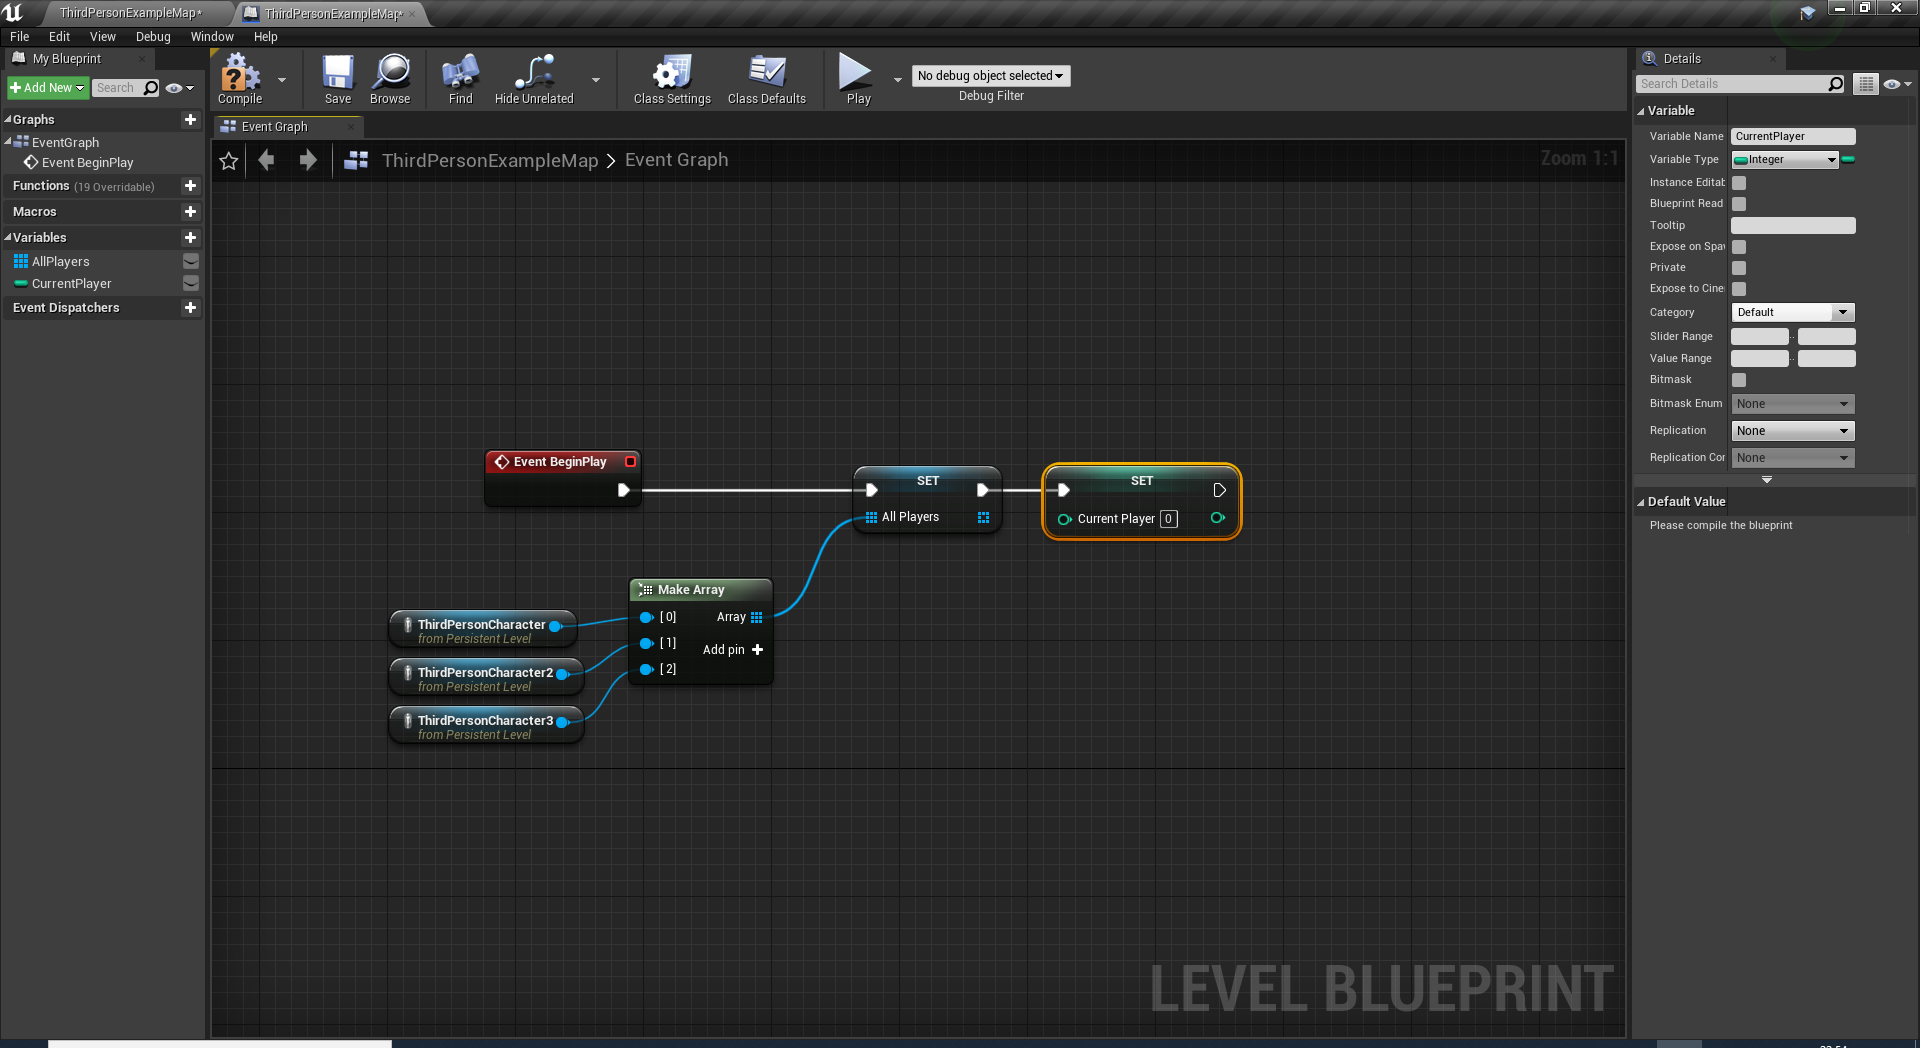 ThirdPersonExampleMap*
ThirdPersonExampleMap*
File Edit View Debug Window Help
My Blueprint
Add New
Search
Graphs
EventGraph
Event BeginPlay
Functions (19 Overridable)
Macros
Variables
AllPlayers
CurrentPlayer
Event Dispatchers
Compile
Save
Browse
Find
Hide Unrelated
Class Settings
Class Defaults
Play
No debug object selected
Debug Filter
Event Graph
ThirdPersonExampleMap > Event Graph
Zoom 1:1
Event BeginPlay
SET
All Players
SET
Current Player 0
Make Array
[0] Array
[1] Add pin
[2]
ThirdPersonCharacter
from Persistent Level
ThirdPersonCharacter2
from Persistent Level
ThirdPersonCharacter3
from Persistent Level
LEVEL BLUEPRINT
Details
Search Details
Variable
Variable Name CurrentPlayer
Variable Type Integer
Instance Editab
Blueprint Read
Tooltip
Expose on Spa
Private
Expose to Cine
Category Default
Slider Range
Value Range
Bitmask
Bitmask Enum None
Replication None
Replication Cor None
Default Value
Please compile the blueprint